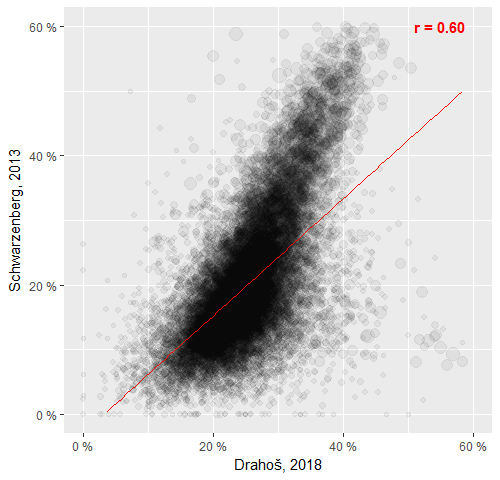 r = 0.60
60 %
40 %
20 %
0 %
Schwarzenberg, 2013
0 %
20 %
40 %
60 %
Drahoš, 2018